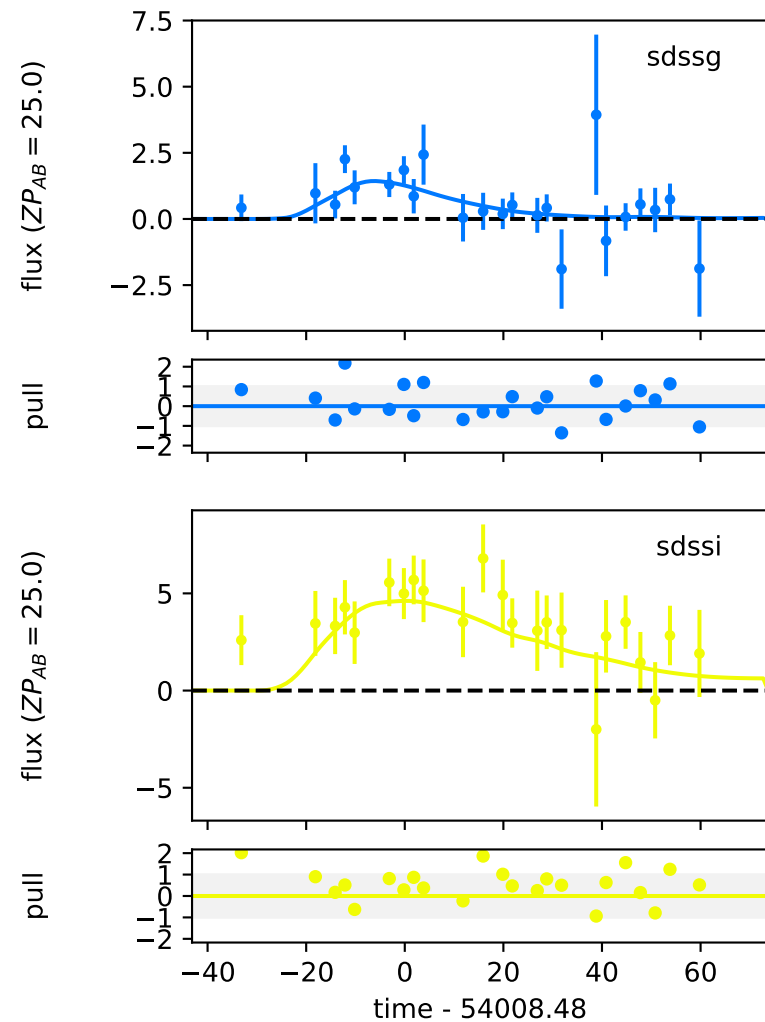 7.5
5.0
2.5
0.0
−2.5
flux (ZP_AB = 25.0)
sdssg
2
1
0
−1
−2
pull
5
0
−5
flux (ZP_AB = 25.0)
sdssi
2
1
0
−1
−2
pull
−40 −20 0 20 40 60
time - 54008.48